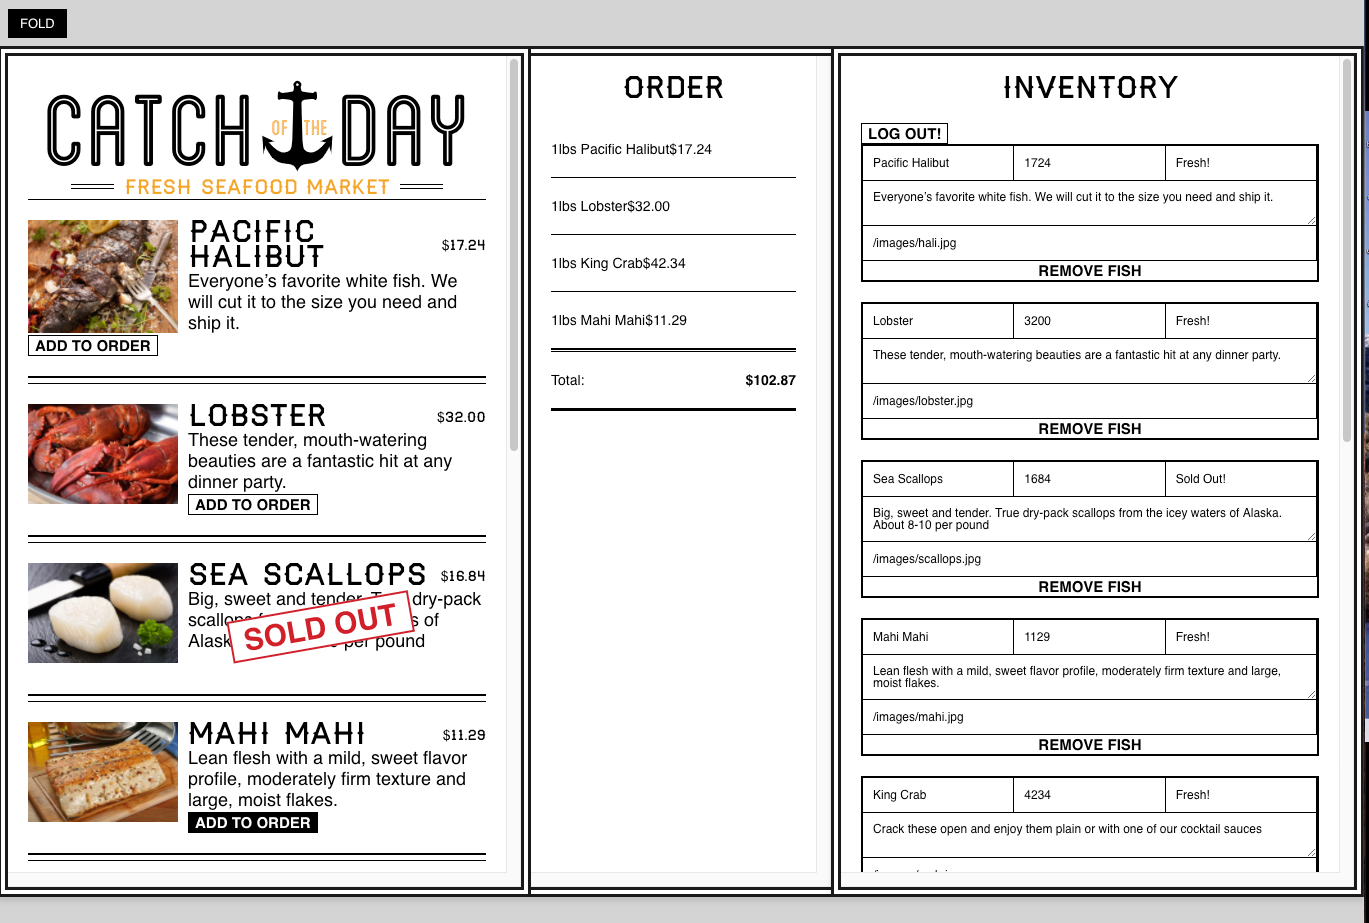 FOLD
CATCH OF THE DAY
FRESH SEAFOOD MARKET
PACIFIC
HALIBUT
$17.24
Everyone’s favorite white fish. We
will cut it to the size you need and
ship it.
ADD TO ORDER
LOBSTER
$32.00
These tender, mouth-watering
beauties are a fantastic hit at any
dinner party.
ADD TO ORDER
SEA SCALLOPS
$16.84
Big, sweet and tender. dry-pack
of
per pound
SOLD OUT
MAHI MAHI
$11.29
Lean flesh with a mild, sweet flavor
profile, moderately firm texture and
large, moist flakes.
ADD TO ORDER
ORDER
1lbs Pacific Halibut$17.24
1lbs Lobster$32.00
1lbs King Crab$42.34
1lbs Mahi Mahi$11.29
Total: $102.87
INVENTORY
LOG OUT!
Pacific Halibut 1724 Fresh!
Everyone’s favorite white fish. We will cut it to the size you need and ship it.
/images/hali.jpg
REMOVE FISH
Lobster 3200 Fresh!
These tender, mouth-watering beauties are a fantastic hit at any dinner party.
/images/lobster.jpg
REMOVE FISH
Sea Scallops 1684 Sold Out!
Big, sweet and tender. True dry-pack scallops from the icey waters of Alaska.
About 8-10 per pound
/images/scallops.jpg
REMOVE FISH
Mahi Mahi 1129 Fresh!
Lean flesh with a mild, sweet flavor profile, moderately firm texture and large,
moist flakes.
/images/mahi.jpg
REMOVE FISH
King Crab 4234 Fresh!
Crack these open and enjoy them plain or with one of our cocktail sauces